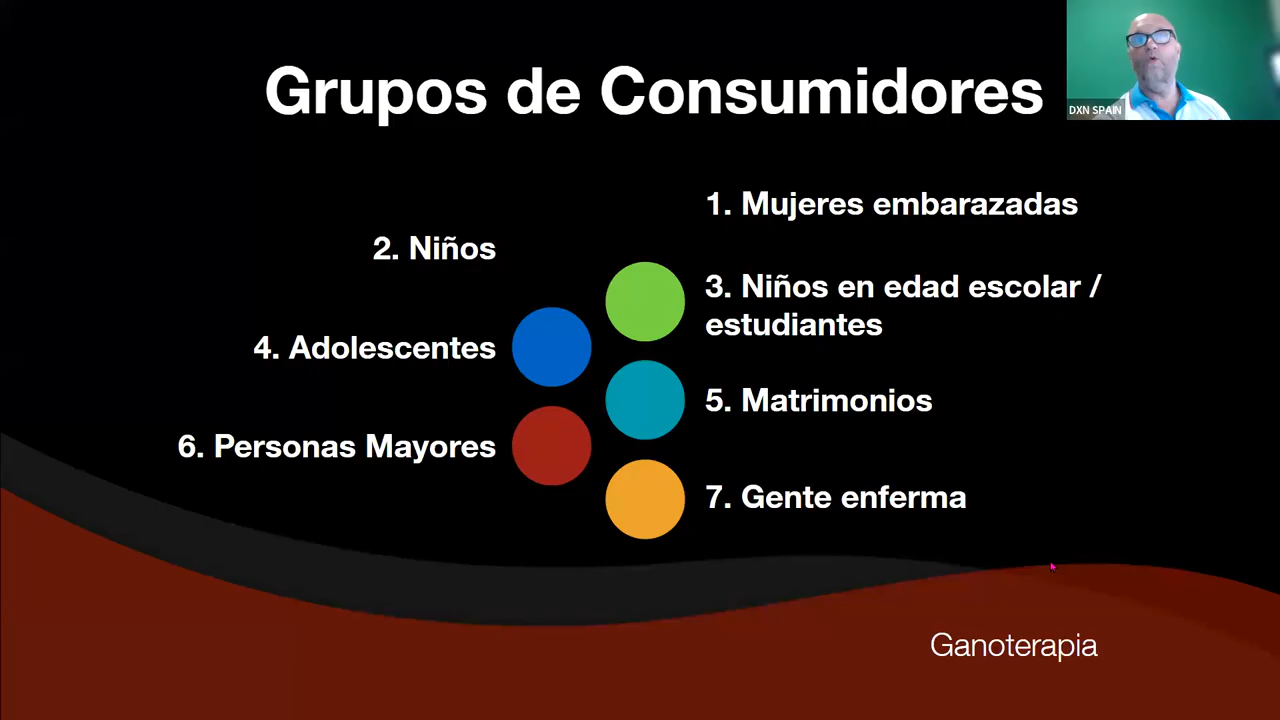 Grupos de Consumidores
DXN SPAIN
1. Mujeres embarazadas
2. Niños
3. Niños en edad escolar /
estudiantes
4. Adolescentes
5. Matrimonios
6. Personas Mayores
7. Gente enferma
Ganoterapia